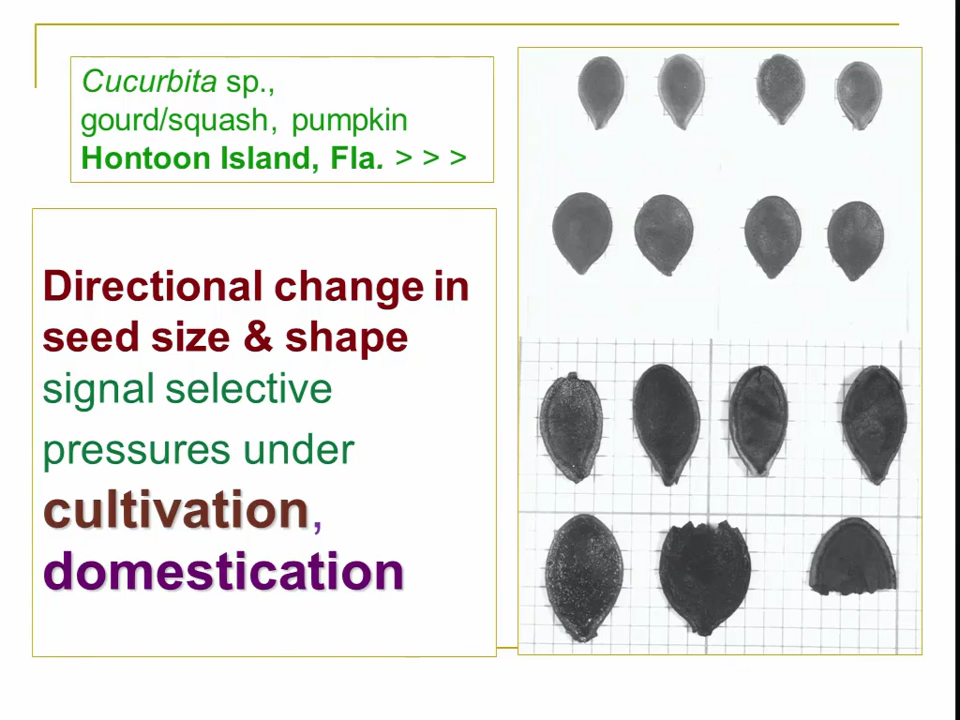 Cucurbita sp.,
gourd/squash, pumpkin
Hontoon Island, Fla. > > >
Directional change in
seed size & shape
signal selective
pressures under
cultivation,
domestication